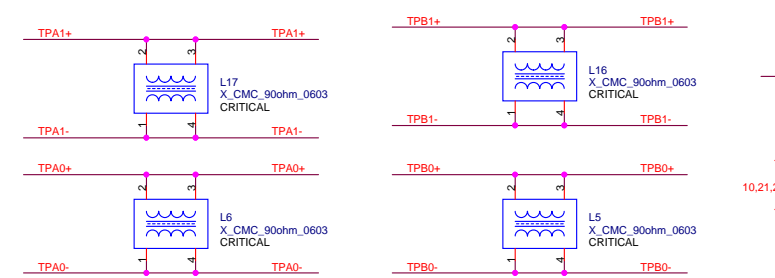 TPA1+ TPA1+
2 3
L17
X_CMC_90ohm_0603
CRITICAL
1 4
TPA1- TPA1-
TPB1+ TPB1+
2 3
L16
X_CMC_90ohm_0603
CRITICAL
1 4
TPB1- TPB1-
TPA0+ TPA0+
2 3
L6
X_CMC_90ohm_0603
CRITICAL
1 4
TPA0- TPA0-
TPB0+ TPB0+
2 3
L5
X_CMC_90ohm_0603
CRITICAL
1 4
TPB0- TPB0-
10,21,2